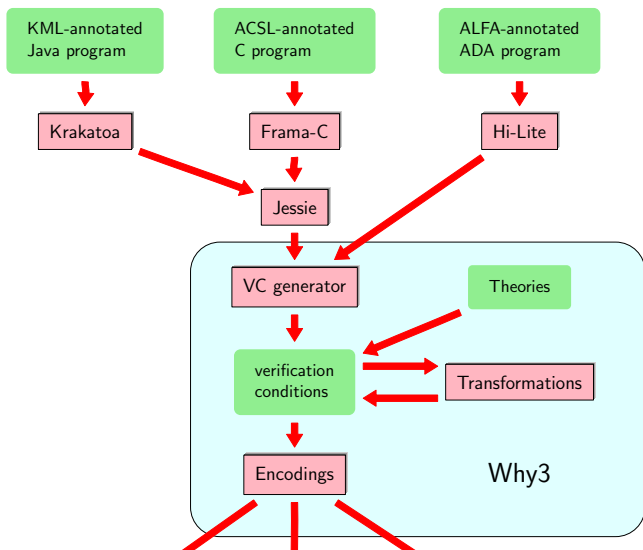 KML-annotated
Java program
ACSL-annotated
C program
ALFA-annotated
ADA program
Krakatoa
Frama-C
Hi-Lite
Jessie
VC generator
Theories
verification
conditions
Transformations
Encodings
Why3